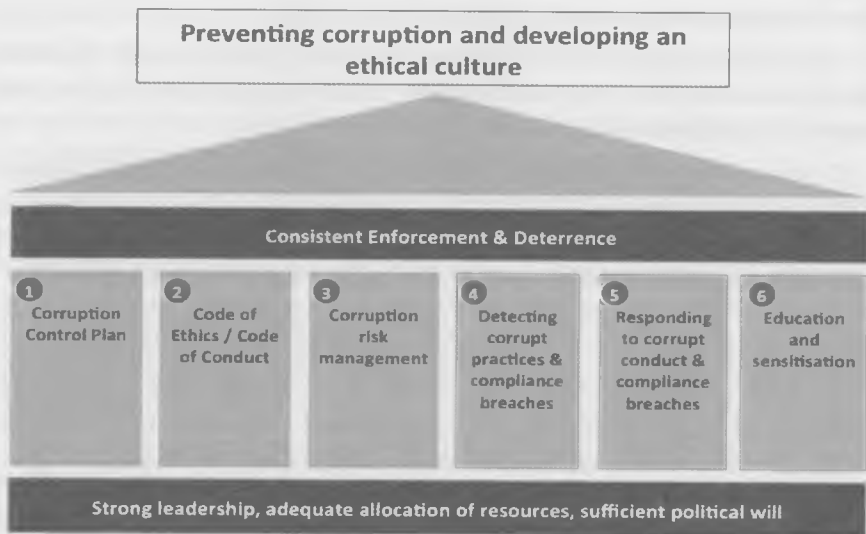 Preventing corruption and developing an
ethical culture
Consistent Enforcement & Deterrence
1
Corruption
Control Plan
2
Code of
Ethics / Code
of Conduct
3
Corruption
risk
management
4
Detecting
corrupt
practices &
compliance
breaches
5
Responding
to corrupt
conduct &
compliance
breaches
6
Education
and
sensitisation
Strong leadership, adequate allocation of resources, sufficient political will